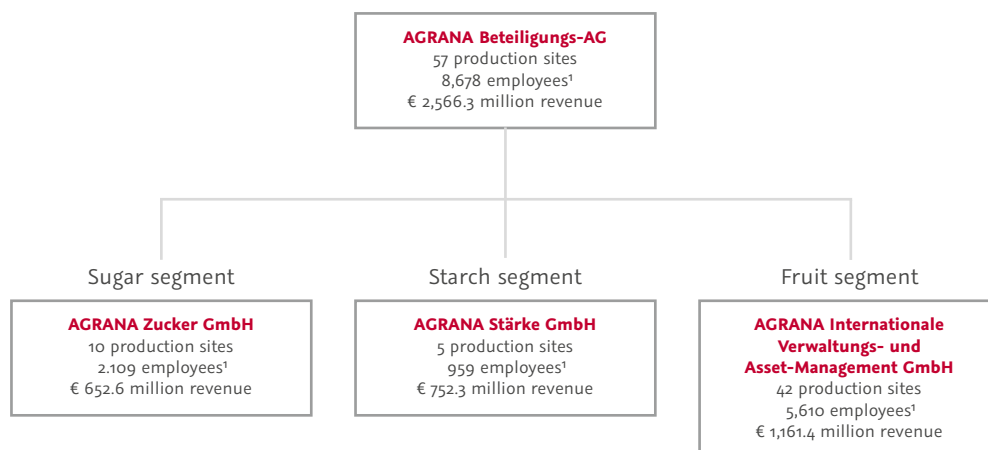 AGRANA Beteiligungs-AG
57 production sites
8,678 employees¹
€ 2,566.3 million revenue
Sugar segment
AGRANA Zucker GmbH
10 production sites
2.109 employees¹
€ 652.6 million revenue
Starch segment
AGRANA Stärke GmbH
5 production sites
959 employees¹
€ 752.3 million revenue
Fruit segment
AGRANA Internationale
Verwaltungs- und
Asset-Management GmbH
42 production sites
5,610 employees¹
€ 1,161.4 million revenue